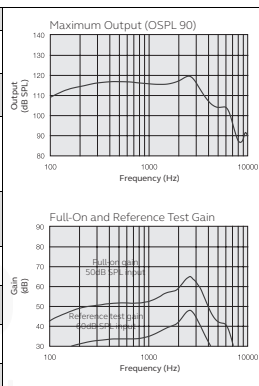 Maximum Output (OSPL 90)
140
130
120
110
100
90
80
Output
(dB SPL)
100
1000
10000
Frequency (Hz)
Full-On and Reference Test Gain
90
80
70
60
50
40
30
Gain
(dB)
Full-on gain
50dB SPL input
Reference test gain
60dB SPL input
100
1000
10000
Frequency (Hz)